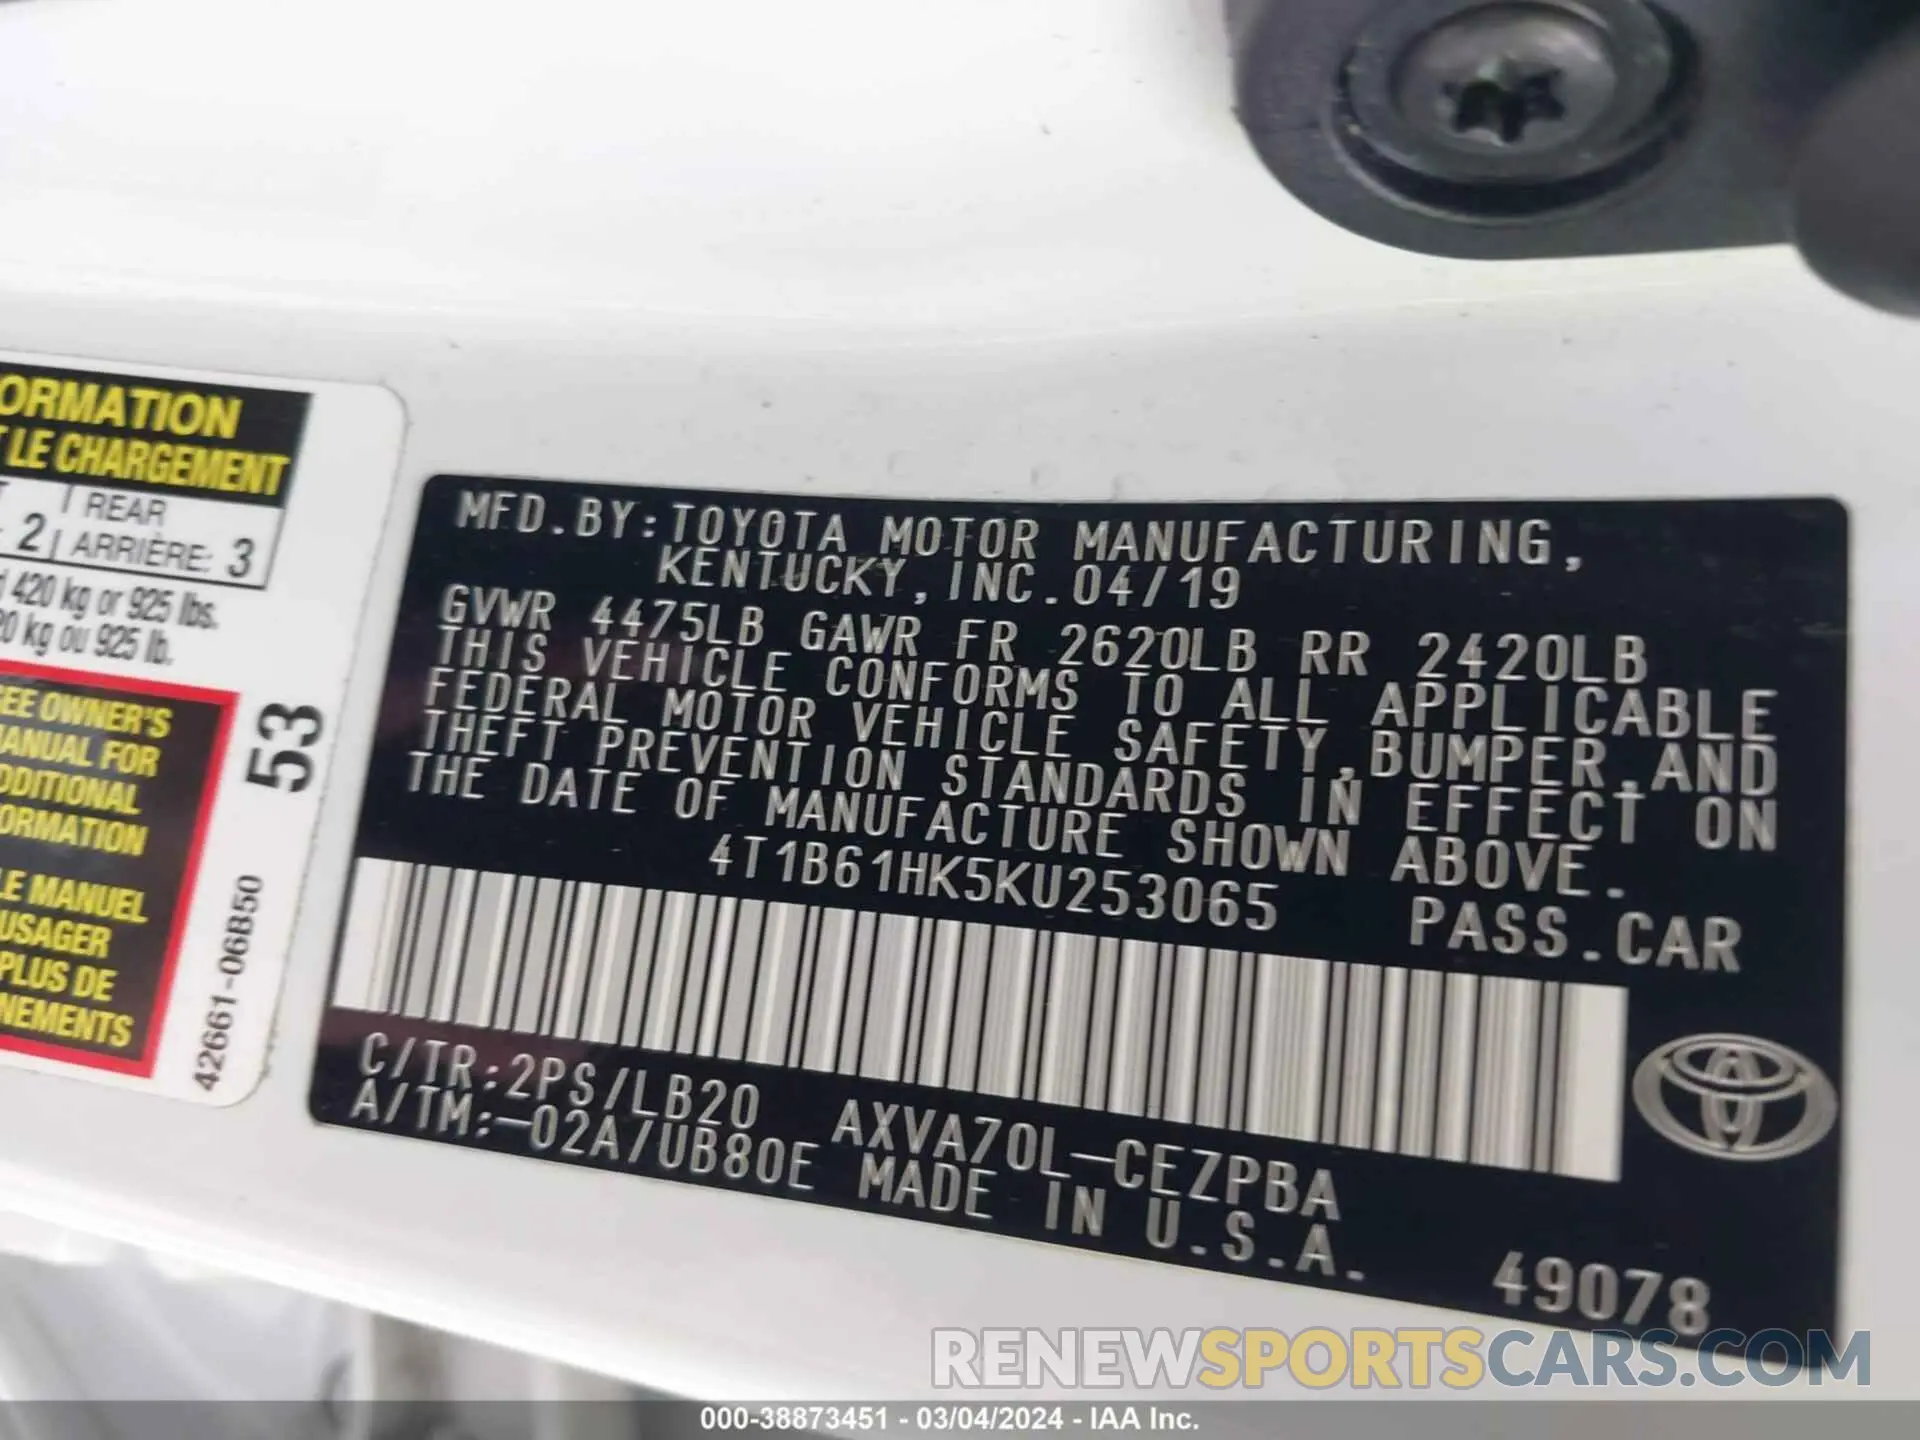 ORMATION
T LE CHARGEMENT
REAR
2 ARRIÈRE: 3
420 kg or 925 lbs.
20 kg ou 925 lb.
SEE OWNER'S
MANUAL FOR
ADDITIONAL
FORMATION
LE MANUEL
USAGER
PLUS DE
NEMENTS
53
42661-06B50
MFD.BY:TOYOTA MOTOR MANUFACTURING,
KENTUCKY,INC.04/19
GVWR 4475LB GAWR FR 2620LB RR 2420LB
THIS VEHICLE CONFORMS TO ALL APPLICABLE
FEDERAL MOTOR VEHICLE SAFETY,BUMPER,AND
THEFT PREVENTION STANDARDS IN EFFECT ON
THE DATE OF MANUFACTURE SHOWN ABOVE.
4T1B61HK5KU253065 PASS.CAR
C/TR:2PS/LB20 AXVA70L-CEZPBA
A/TM:-02A/UB80E MADE IN U.S.A.
49078
RENEWSPORTSCARS.COM
000-38873451 - 03/04/2024 - IAA Inc.